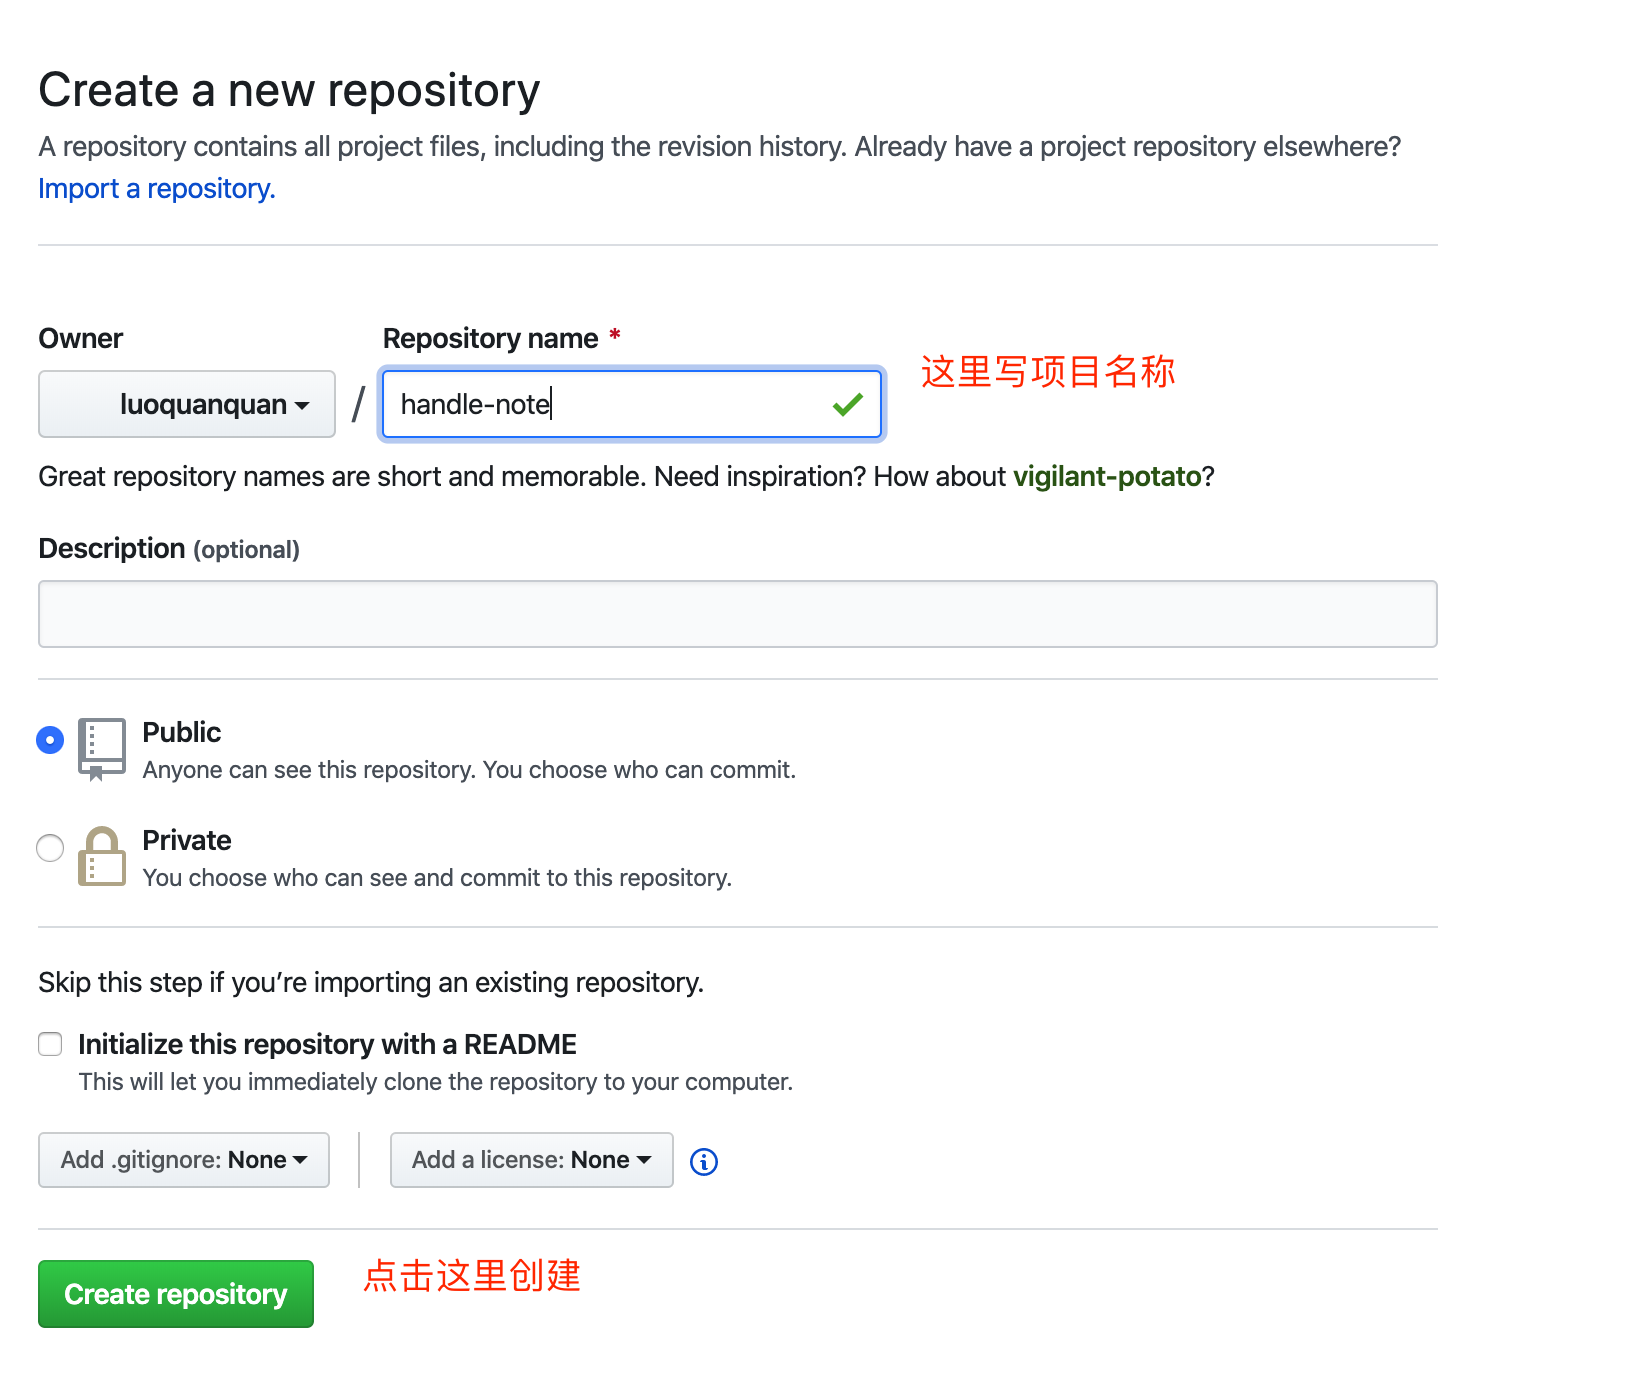 Create a new repository
A repository contains all project files, including the revision history. Already have a project repository elsewhere?
Import a repository.
Owner
Repository name *
这里写项目名称
luoquanquan
/
handle-note
Great repository names are short and memorable. Need inspiration? How about vigilant-potato?
Description (optional)
Public
Anyone can see this repository. You choose who can commit.
Private
You choose who can see and commit to this repository.
Skip this step if you’re importing an existing repository.
Initialize this repository with a README
This will let you immediately clone the repository to your computer.
Add .gitignore: None
Add a license: None
Create repository
点击这里创建